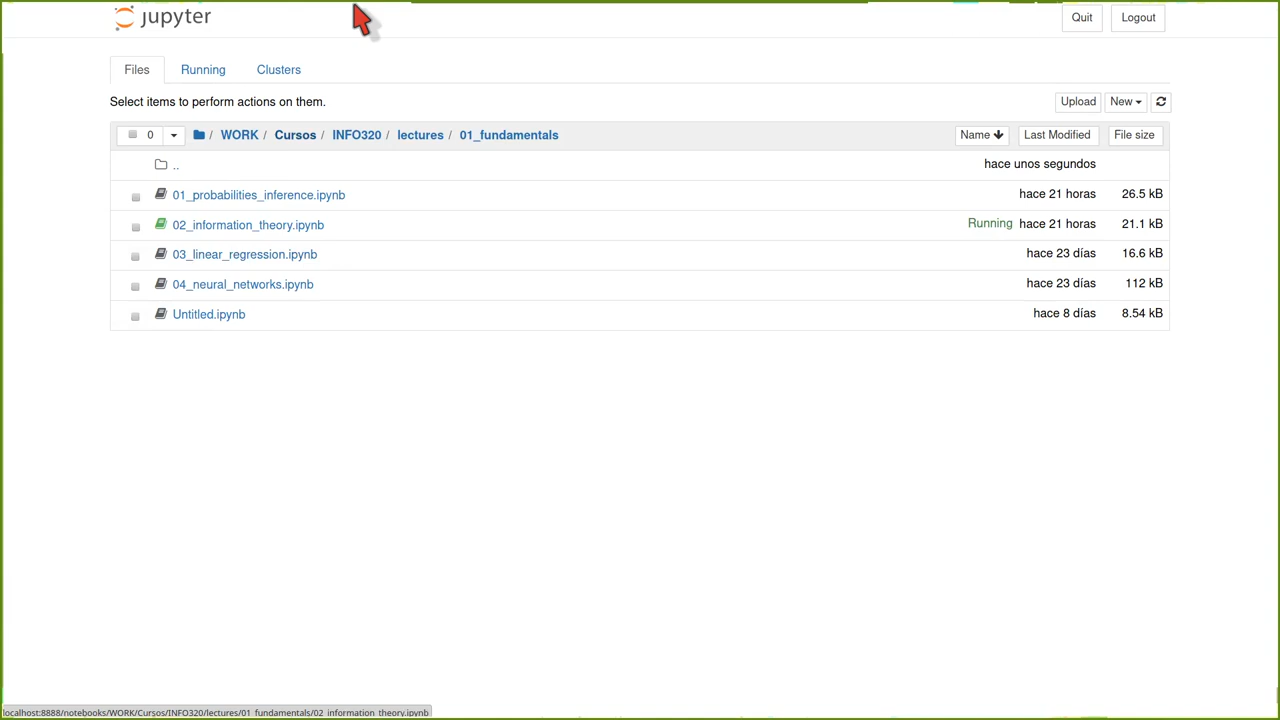 jupyter
Quit
Logout
Files
Running
Clusters
Select items to perform actions on them.
Upload
New
0
/ WORK / Cursos / INFO320 / lectures / 01_fundamentals
Name
Last Modified
File size
..
hace unos segundos
01_probabilities_inference.ipynb
hace 21 horas
26.5 kB
02_information_theory.ipynb
Running
hace 21 horas
21.1 kB
03_linear_regression.ipynb
hace 23 días
16.6 kB
04_neural_networks.ipynb
hace 23 días
112 kB
Untitled.ipynb
hace 8 días
8.54 kB
localhost:8888/notebooks/WORK/Cursos/INFO320/lectures/01_fundamentals/02_information_theory.ipynb